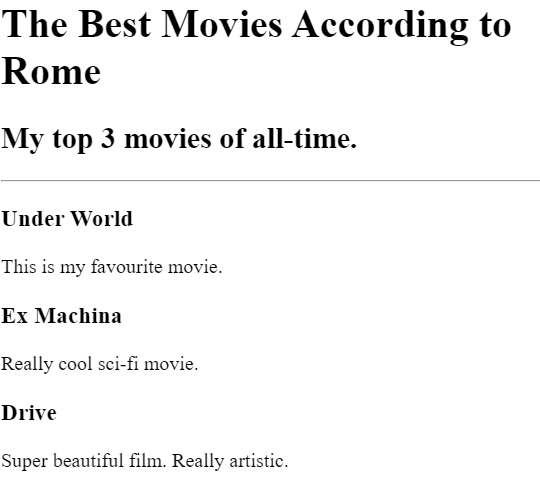 The Best Movies According to
Rome
My top 3 movies of all-time.
Under World
This is my favourite movie.
Ex Machina
Really cool sci-fi movie.
Drive
Super beautiful film. Really artistic.